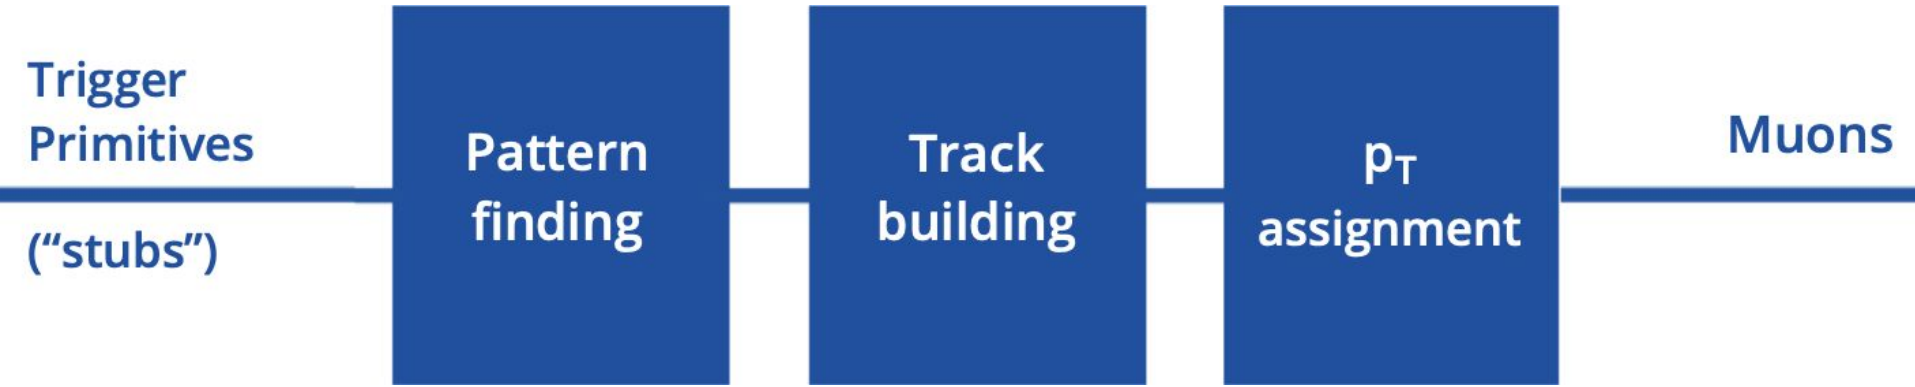 Trigger
Primitives
(“stubs”)
Pattern
finding
Track
building
pT
assignment
Muons